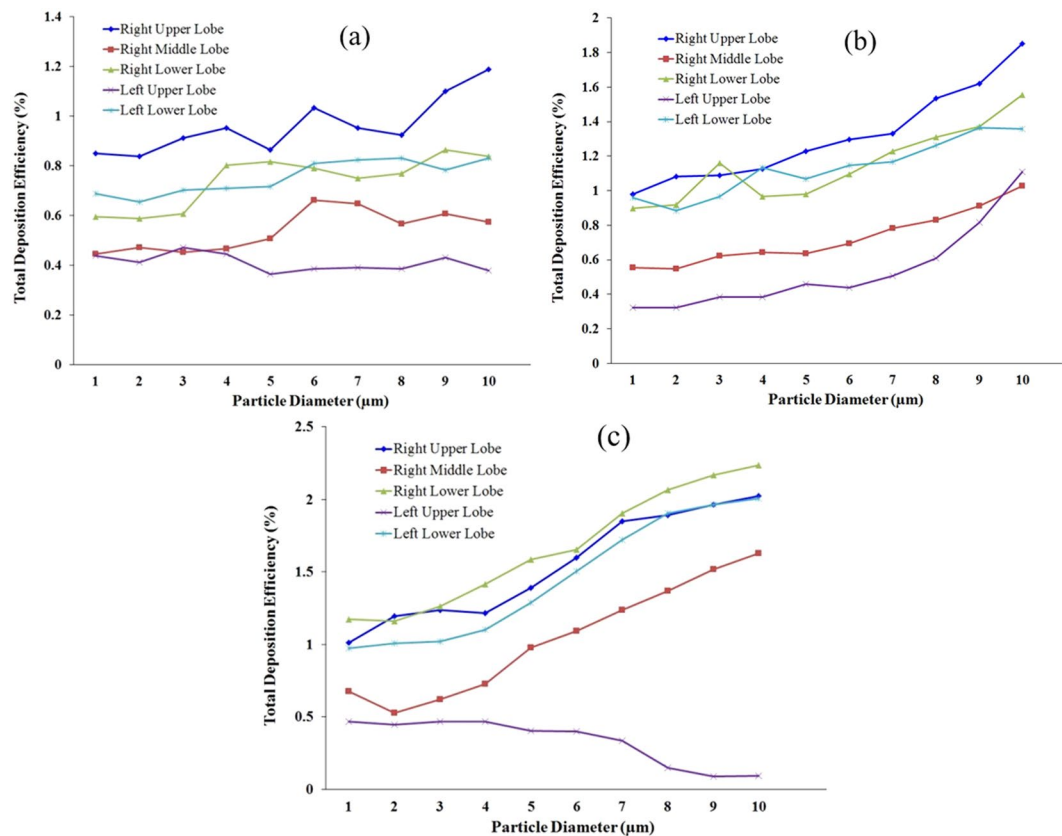 (a)
Right Upper Lobe
Right Middle Lobe
Right Lower Lobe
Left Upper Lobe
Left Lower Lobe
Total Deposition Efficiency (%)
1.4
1.2
1
0.8
0.6
0.4
0.2
0
1 2 3 4 5 6 7 8 9 10
Particle Diameter (µm)
(b)
Right Upper Lobe
Right Middle Lobe
Right Lower Lobe
Left Upper Lobe
Left Lower Lobe
Total Deposition Efficiency (%)
2
1.8
1.6
1.4
1.2
1
0.8
0.6
0.4
0.2
0
1 2 3 4 5 6 7 8 9 10
Particle Diameter (µm)
(c)
Right Upper Lobe
Right Middle Lobe
Right Lower Lobe
Left Upper Lobe
Left Lower Lobe
Total Deposition Efficiency (%)
2.5
2
1.5
1
0.5
0
1 2 3 4 5 6 7 8 9 10
Particle Diameter (µm)